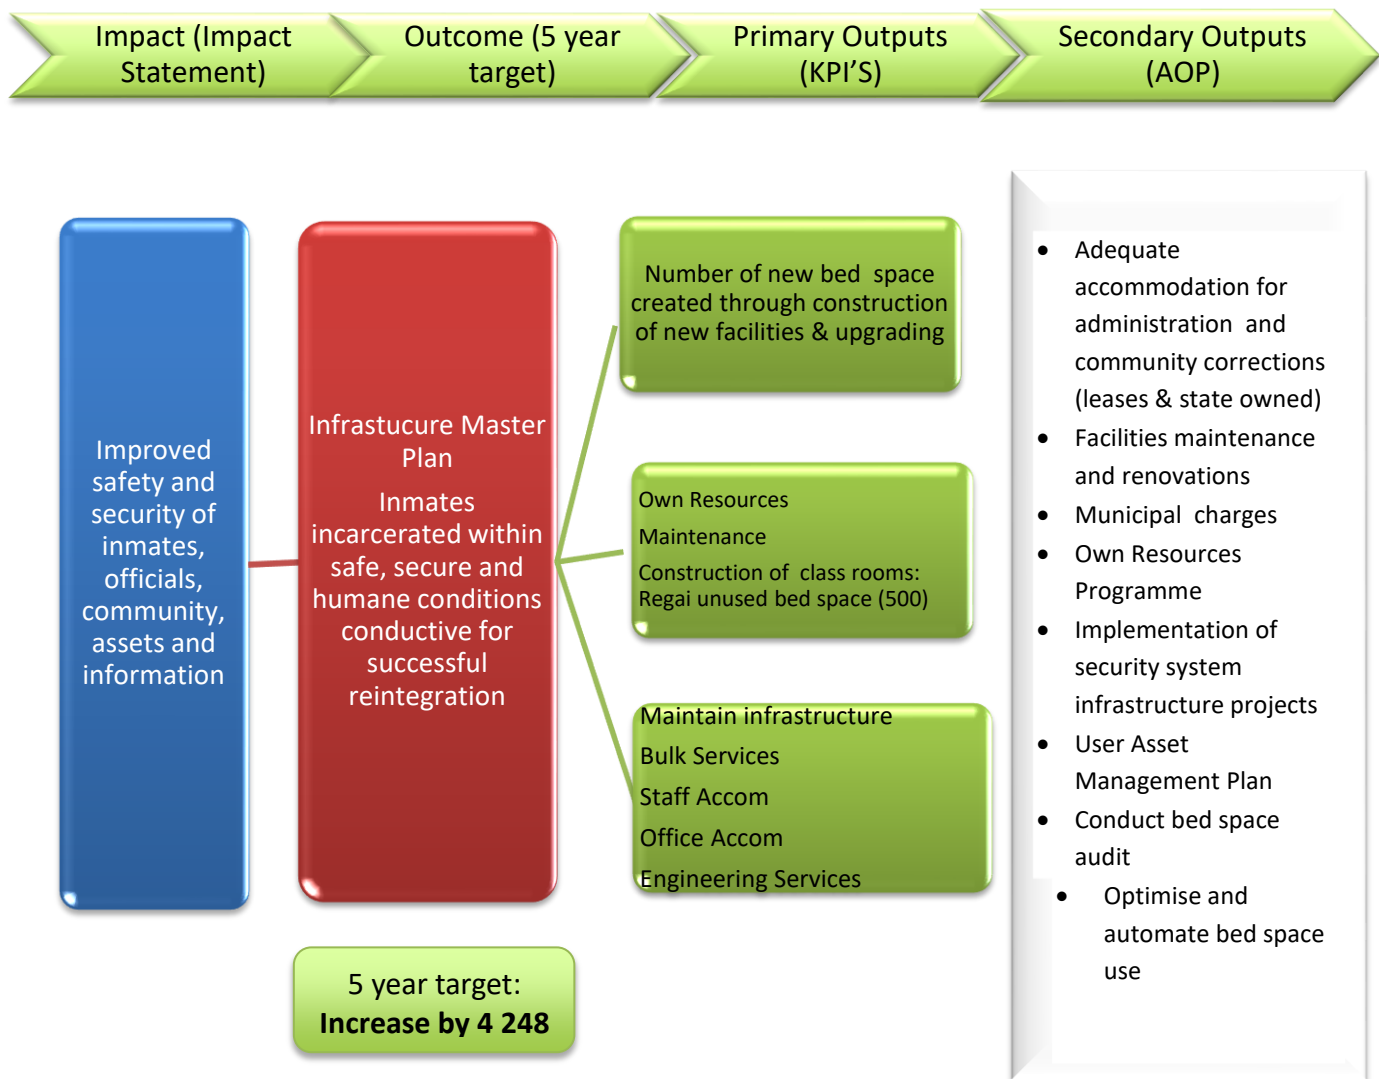 Impact (Impact
Statement)
Outcome (5 year
target)
Primary Outputs
(KPI'S)
Secondary Outputs
(AOP)
Improved
safety and
security of
inmates,
officials,
community,
assets and
information
Infrastucure Master
Plan
Inmates
incarcerated within
safe, secure and
humane conditions
conductive for
successful
reintegration
5 year target:
Increase by 4 248
Number of new bed space
created through construction
of new facilities & upgrading
Own Resources
Maintenance
Construction of class rooms:
Regai unused bed space (500)
Maintain infrastructure
Bulk Services
Staff Accom
Office Accom
Engineering Services
• Adequate
accommodation for
administration and
community corrections
(leases & state owned)
• Facilities maintenance
and renovations
• Municipal charges
• Own Resources
Programme
• Implementation of
security system
infrastructure projects
• User Asset
Management Plan
• Conduct bed space
audit
• Optimise and
automate bed space
use